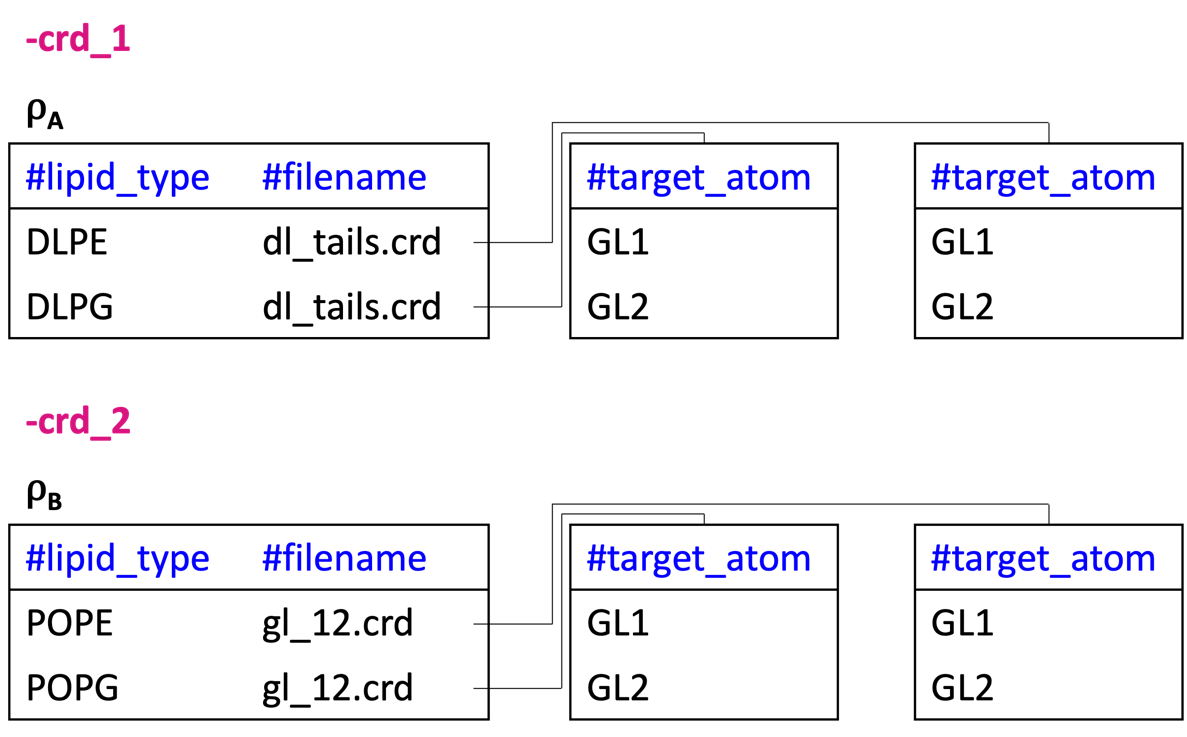 -crd_1
ρA
#lipid_type #filename #target_atom #target_atom
DLPE dl_tails.crd GL1 GL1
DLPG dl_tails.crd GL2 GL2
-crd_2
ρB
#lipid_type #filename #target_atom #target_atom
POPE gl_12.crd GL1 GL1
POPG gl_12.crd GL2 GL2